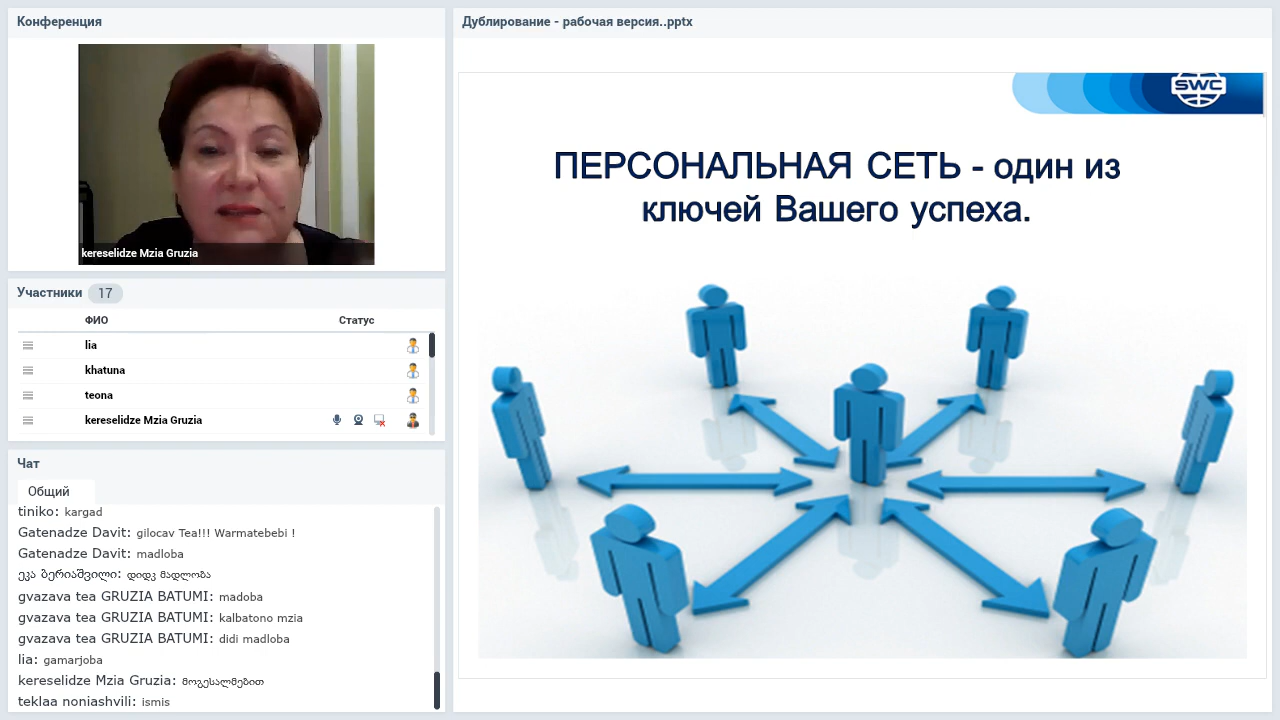 Конференция
kereselidze Mzia Gruzia
Участники 17
ФИО Статус
lia
khatuna
teona
kereselidze Mzia Gruzia
Чат
Общий
tiniko: kargad
Gatenadze Davit: gilocav Tea!!! Warmatebebi !
Gatenadze Davit: madloba
ეკა ბერიაშვილი: დიდკ მადლობა
gvazava tea GRUZIA BATUMI: madoba
gvazava tea GRUZIA BATUMI: kalbatono mzia
gvazava tea GRUZIA BATUMI: didi madloba
lia: gamarjoba
kereselidze Mzia Gruzia: მოგესალმებით
teklaa noniashvili: ismis
Дублирование - рабочая версия..pptx
SWC
ПЕРСОНАЛЬНАЯ СЕТЬ - один из
ключей Вашего успеха.